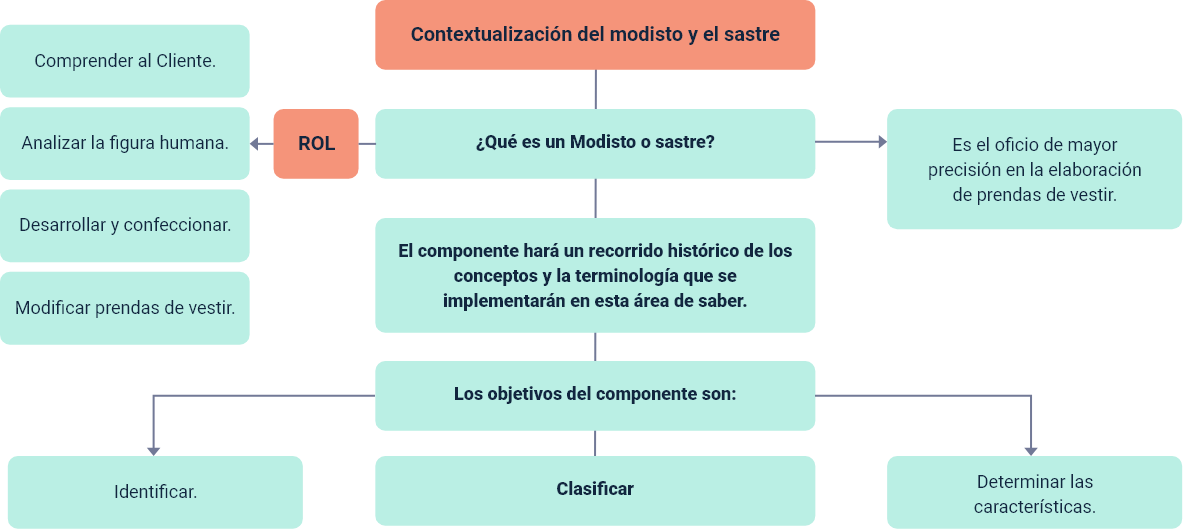 Contextualización del modisto y el sastre
Comprender al Cliente.
Analizar la figura humana.
Desarrollar y confeccionar.
Modificar prendas de vestir.
ROL
¿Qué es un Modisto o sastre?
Es el oficio de mayor
precisión en la elaboración
de prendas de vestir.
El componente hará un recorrido histórico de los
conceptos y la terminología que se
implementarán en esta área de saber.
Los objetivos del componente son:
Identificar.
Clasificar
Determinar las
características.